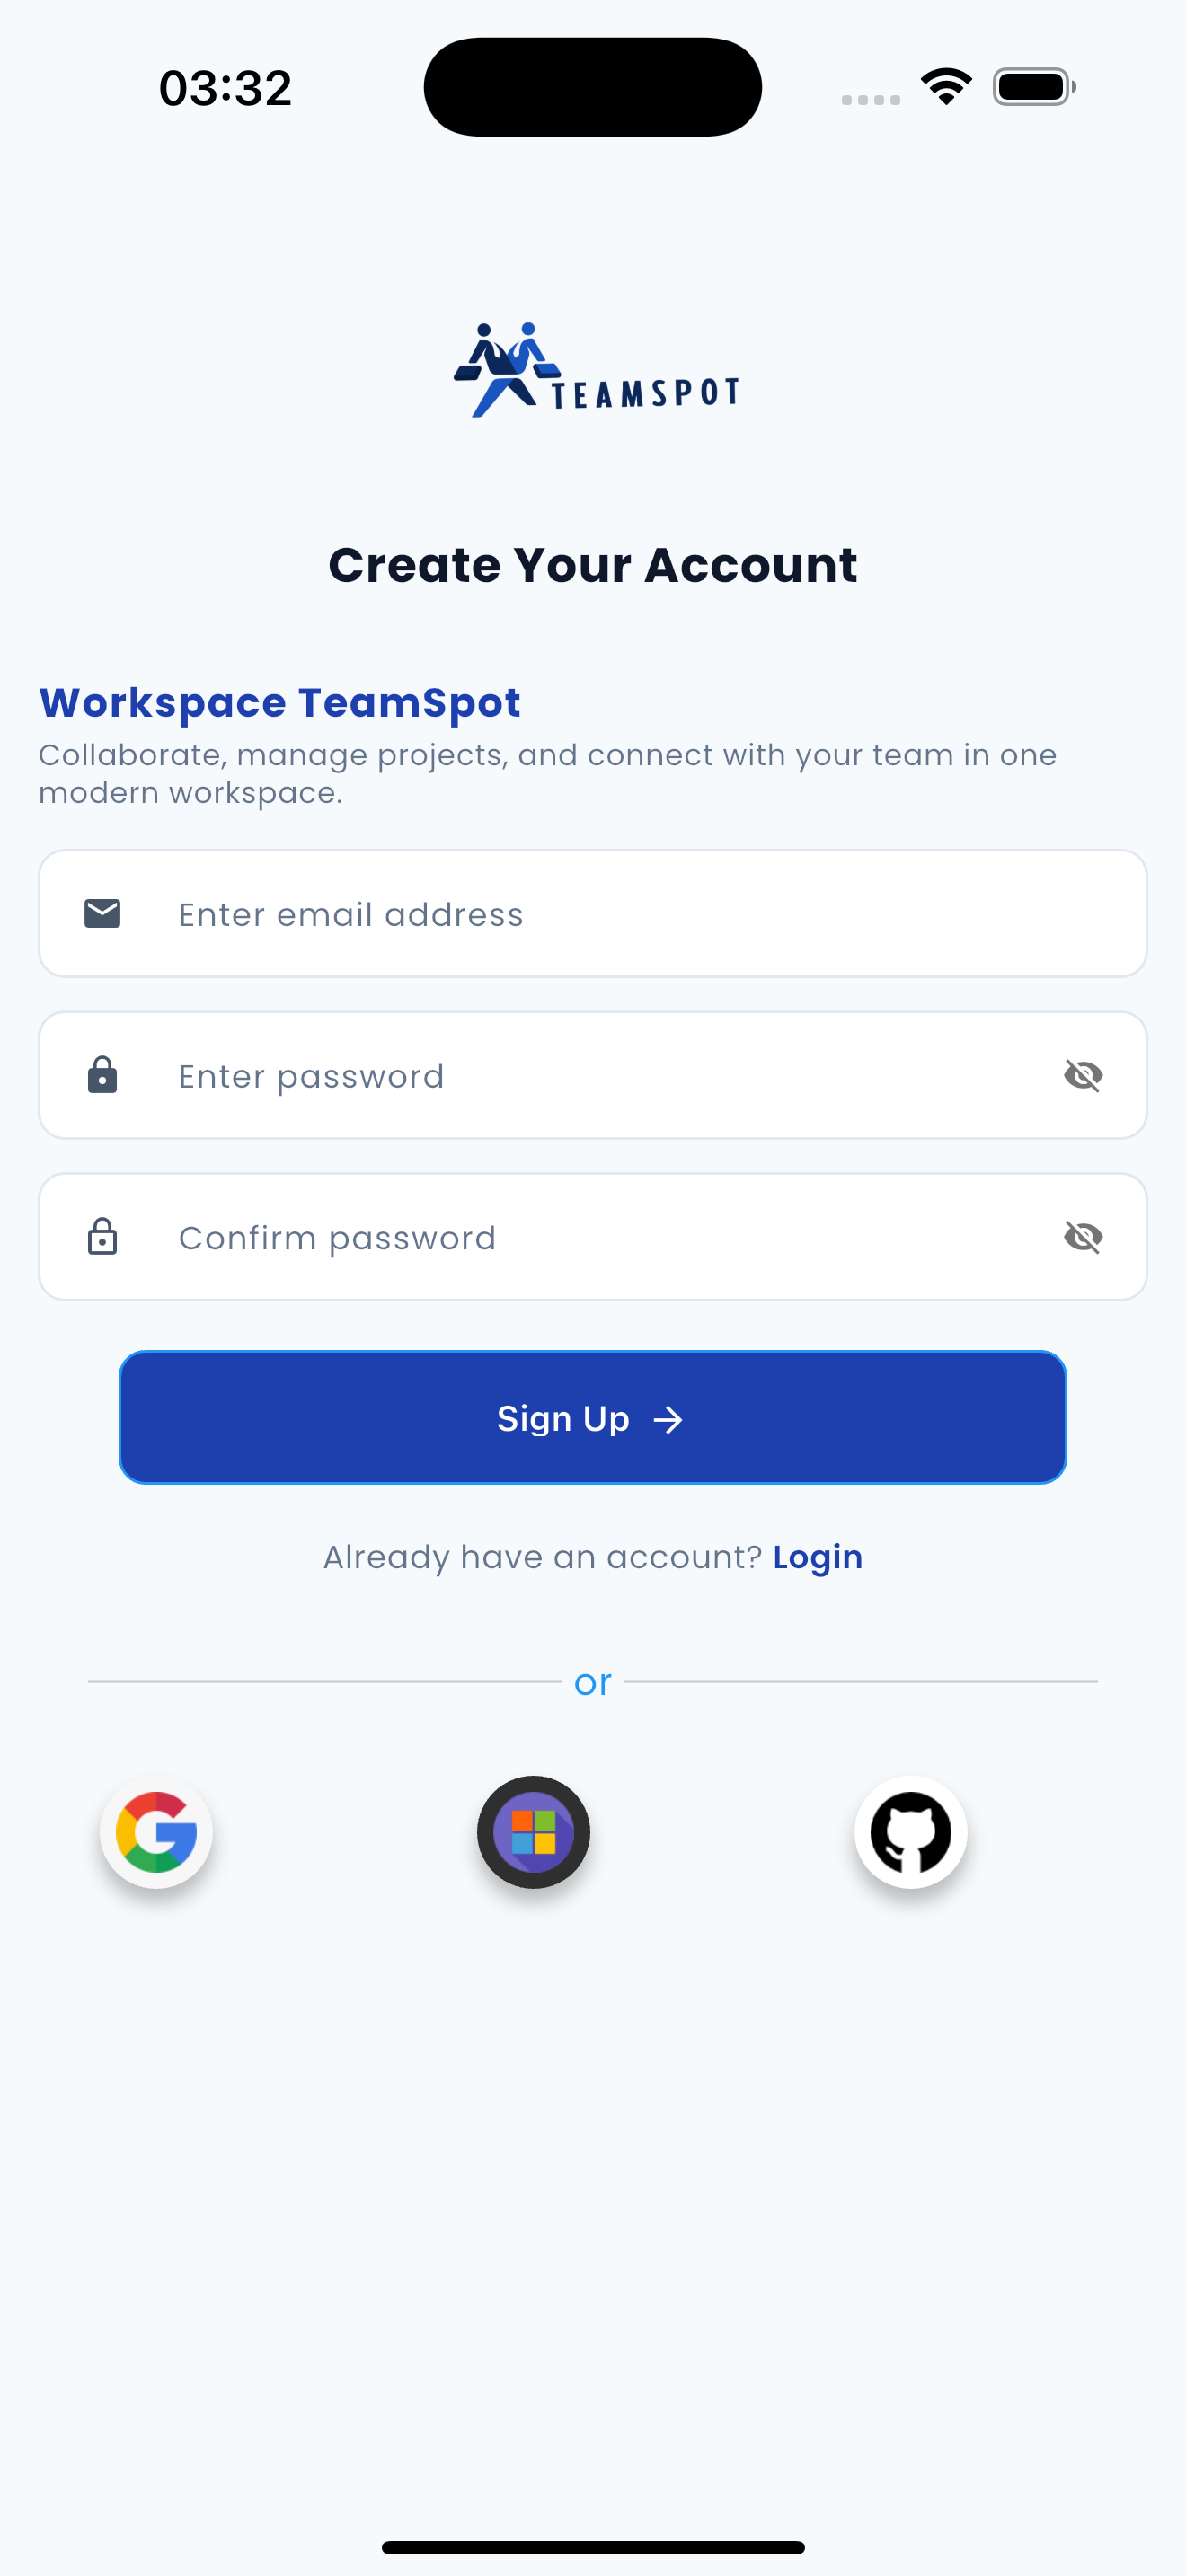 03:32
TEAMSPOT
Create Your Account
Workspace TeamSpot
Collaborate, manage projects, and connect with your team in one
modern workspace.
Enter email address
Enter password
Confirm password
Sign Up
Already have an account? Login
or